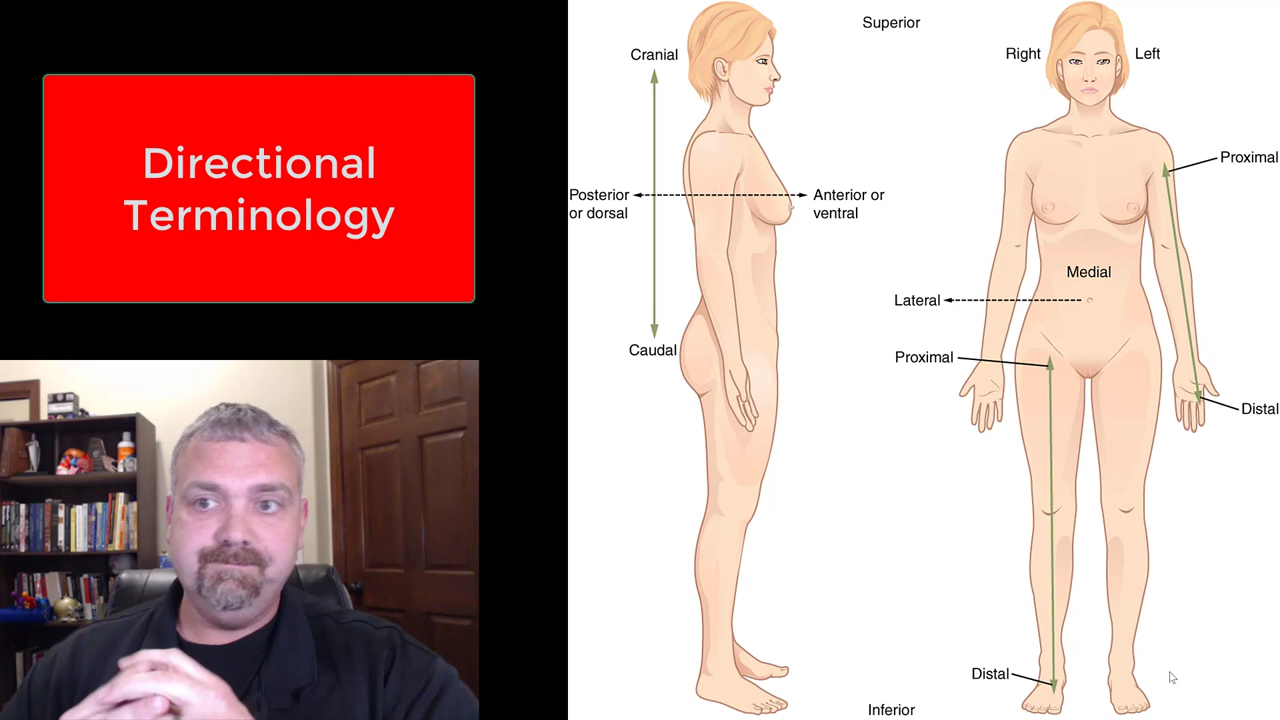 Directional
Terminology
Superior
Cranial
Right
Left
Proximal
Posterior
or dorsal
Anterior or
ventral
Medial
Lateral
Caudal
Proximal
Distal
Distal
Inferior